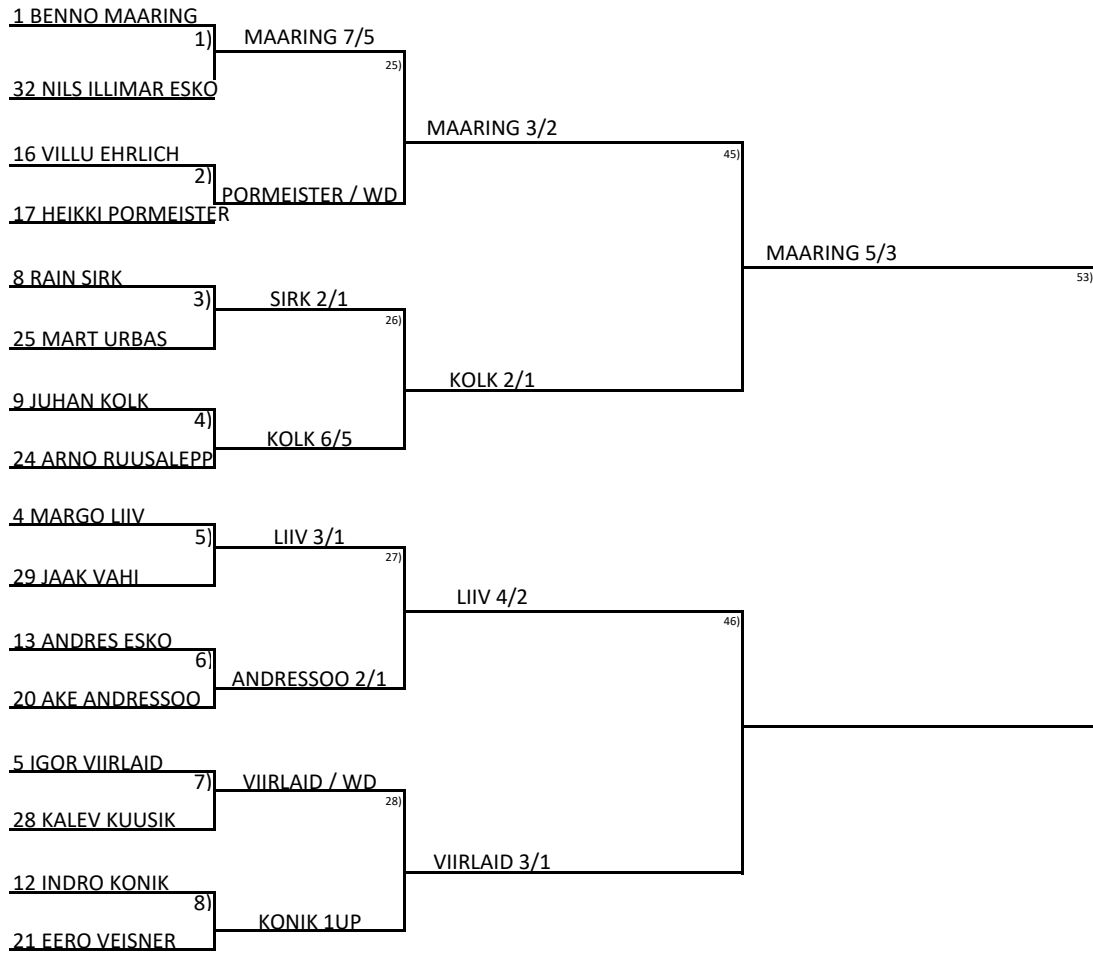 1 BENNO MAARING
1)
MAARING 7/5
25)
32 NILS ILLIMAR ESKO
MAARING 3/2
45)
16 VILLU EHRLICH
2)
PORMEISTER / WD
17 HEIKKI PORMEISTER
MAARING 5/3
53)
8 RAIN SIRK
3)
SIRK 2/1
26)
25 MART URBAS
KOLK 2/1
9 JUHAN KOLK
4)
KOLK 6/5
24 ARNO RUUSALEPP
4 MARGO LIIV
5)
LIIV 3/1
27)
29 JAAK VAHI
LIIV 4/2
46)
13 ANDRES ESKO
6)
ANDRESSOO 2/1
20 AKE ANDRESSOO
5 IGOR VIIRLAID
7)
VIIRLAID / WD
28)
28 KALEV KUUSIK
VIIRLAID 3/1
12 INDRO KONIK
8)
KONIK 1UP
21 EERO VEISNER